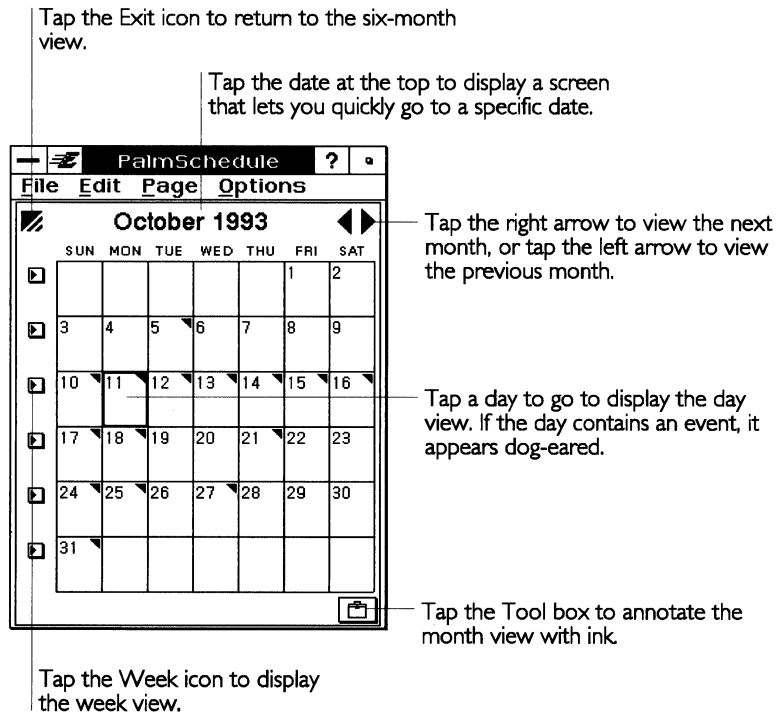 Tap the Exit icon to return to the six-month
view.
Tap the date at the top to display a screen
that lets you quickly go to a specific date.
PalmSchedule ?
File Edit Page Options
October 1993
SUN MON TUE WED THU FRI SAT
1 2
3 4 5 6 7 8 9
10 11 12 13 14 15 16
17 18 19 20 21 22 23
24 25 26 27 28 29 30
31
Tap the right arrow to view the next
month, or tap the left arrow to view
the previous month.
Tap a day to go to display the day
view. If the day contains an event, it
appears dog-eared.
Tap the Tool box to annotate the
month view with ink.
Tap the Week icon to display
the week view.